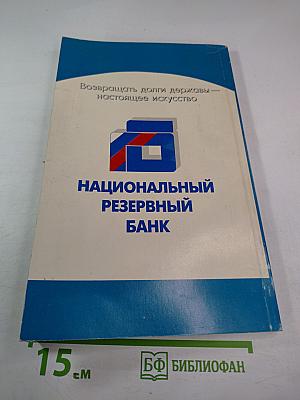 Возвращать долги державы —
настоящее искусство
НАЦИОНАЛЬНЫЙ
РЕЗЕРВНЫЙ
БАНК
15 см
БФ БИБЛИОФАН